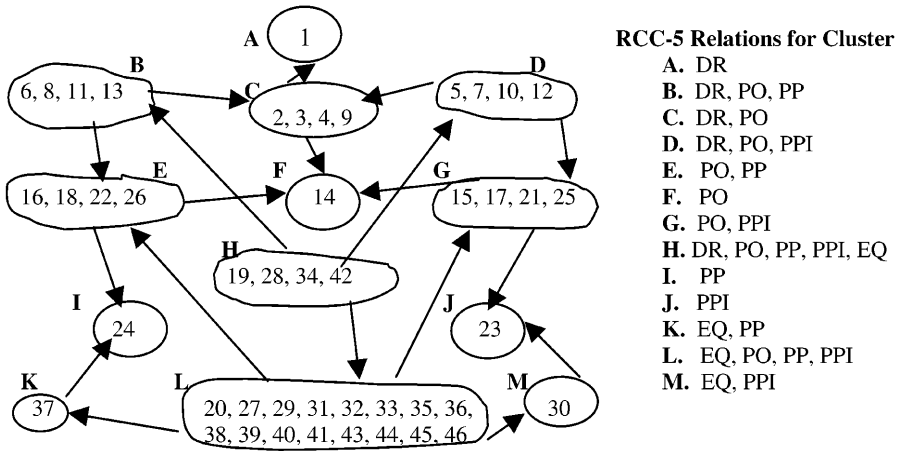 A
1
B
6, 8, 11, 13
C
2, 3, 4, 9
D
5, 7, 10, 12
E
16, 18, 22, 26
F
14
G
15, 17, 21, 25
H
19, 28, 34, 42
I
24
J
23
K
37
L
20, 27, 29, 31, 32, 33, 35, 36,
38, 39, 40, 41, 43, 44, 45, 46
M
30
RCC-5 Relations for Cluster
A. DR
B. DR, PO, PP
C. DR, PO
D. DR, PO, PPI
E. PO, PP
F. PO
G. PO, PPI
H. DR, PO, PP, PPI, EQ
I. PP
J. PPI
K. EQ, PP
L. EQ, PO, PP, PPI
M. EQ, PPI